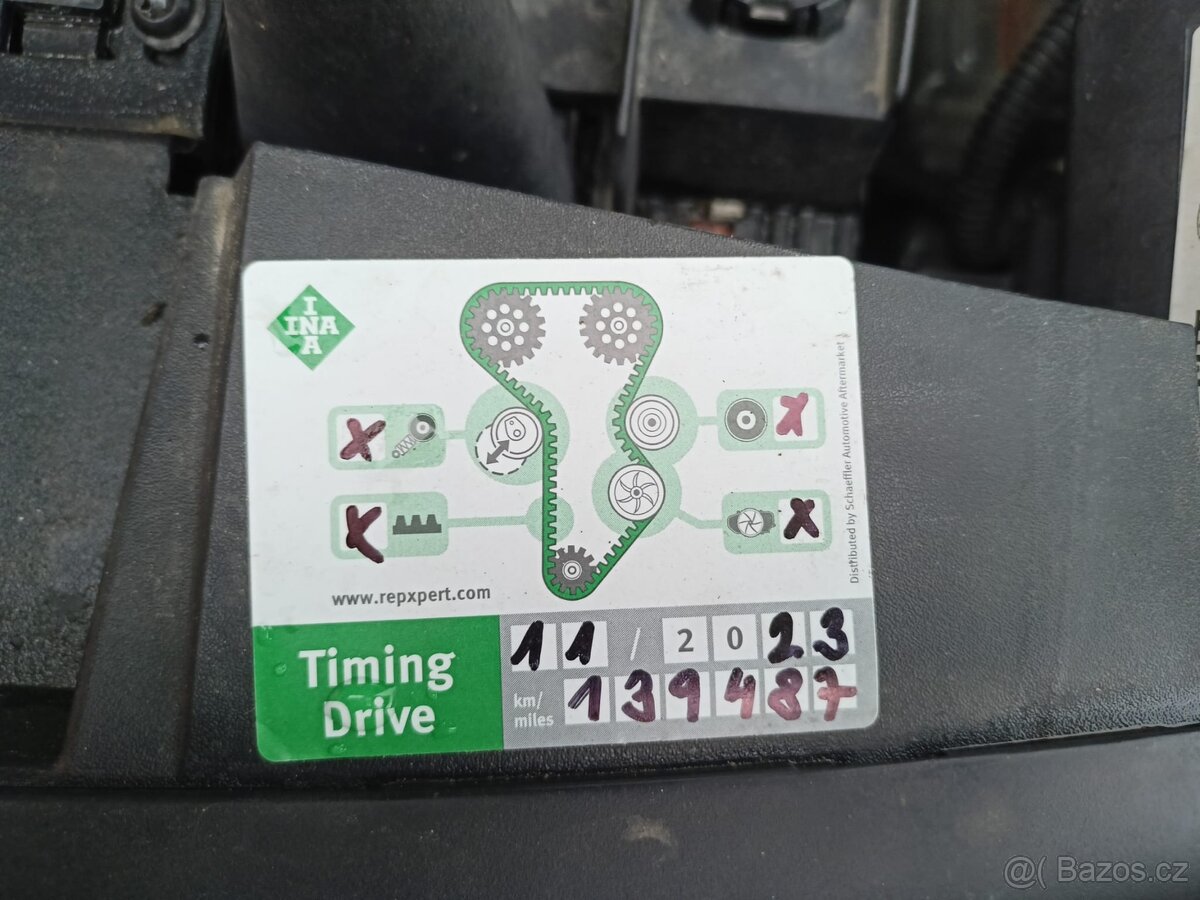 I
INA
A
X
X
X
X
Distributed by Schaeffler Automotive Aftermarket
www.repxpert.com
Timing
Drive
11 / 2023
km/
miles
139487
@( Bazos.cz